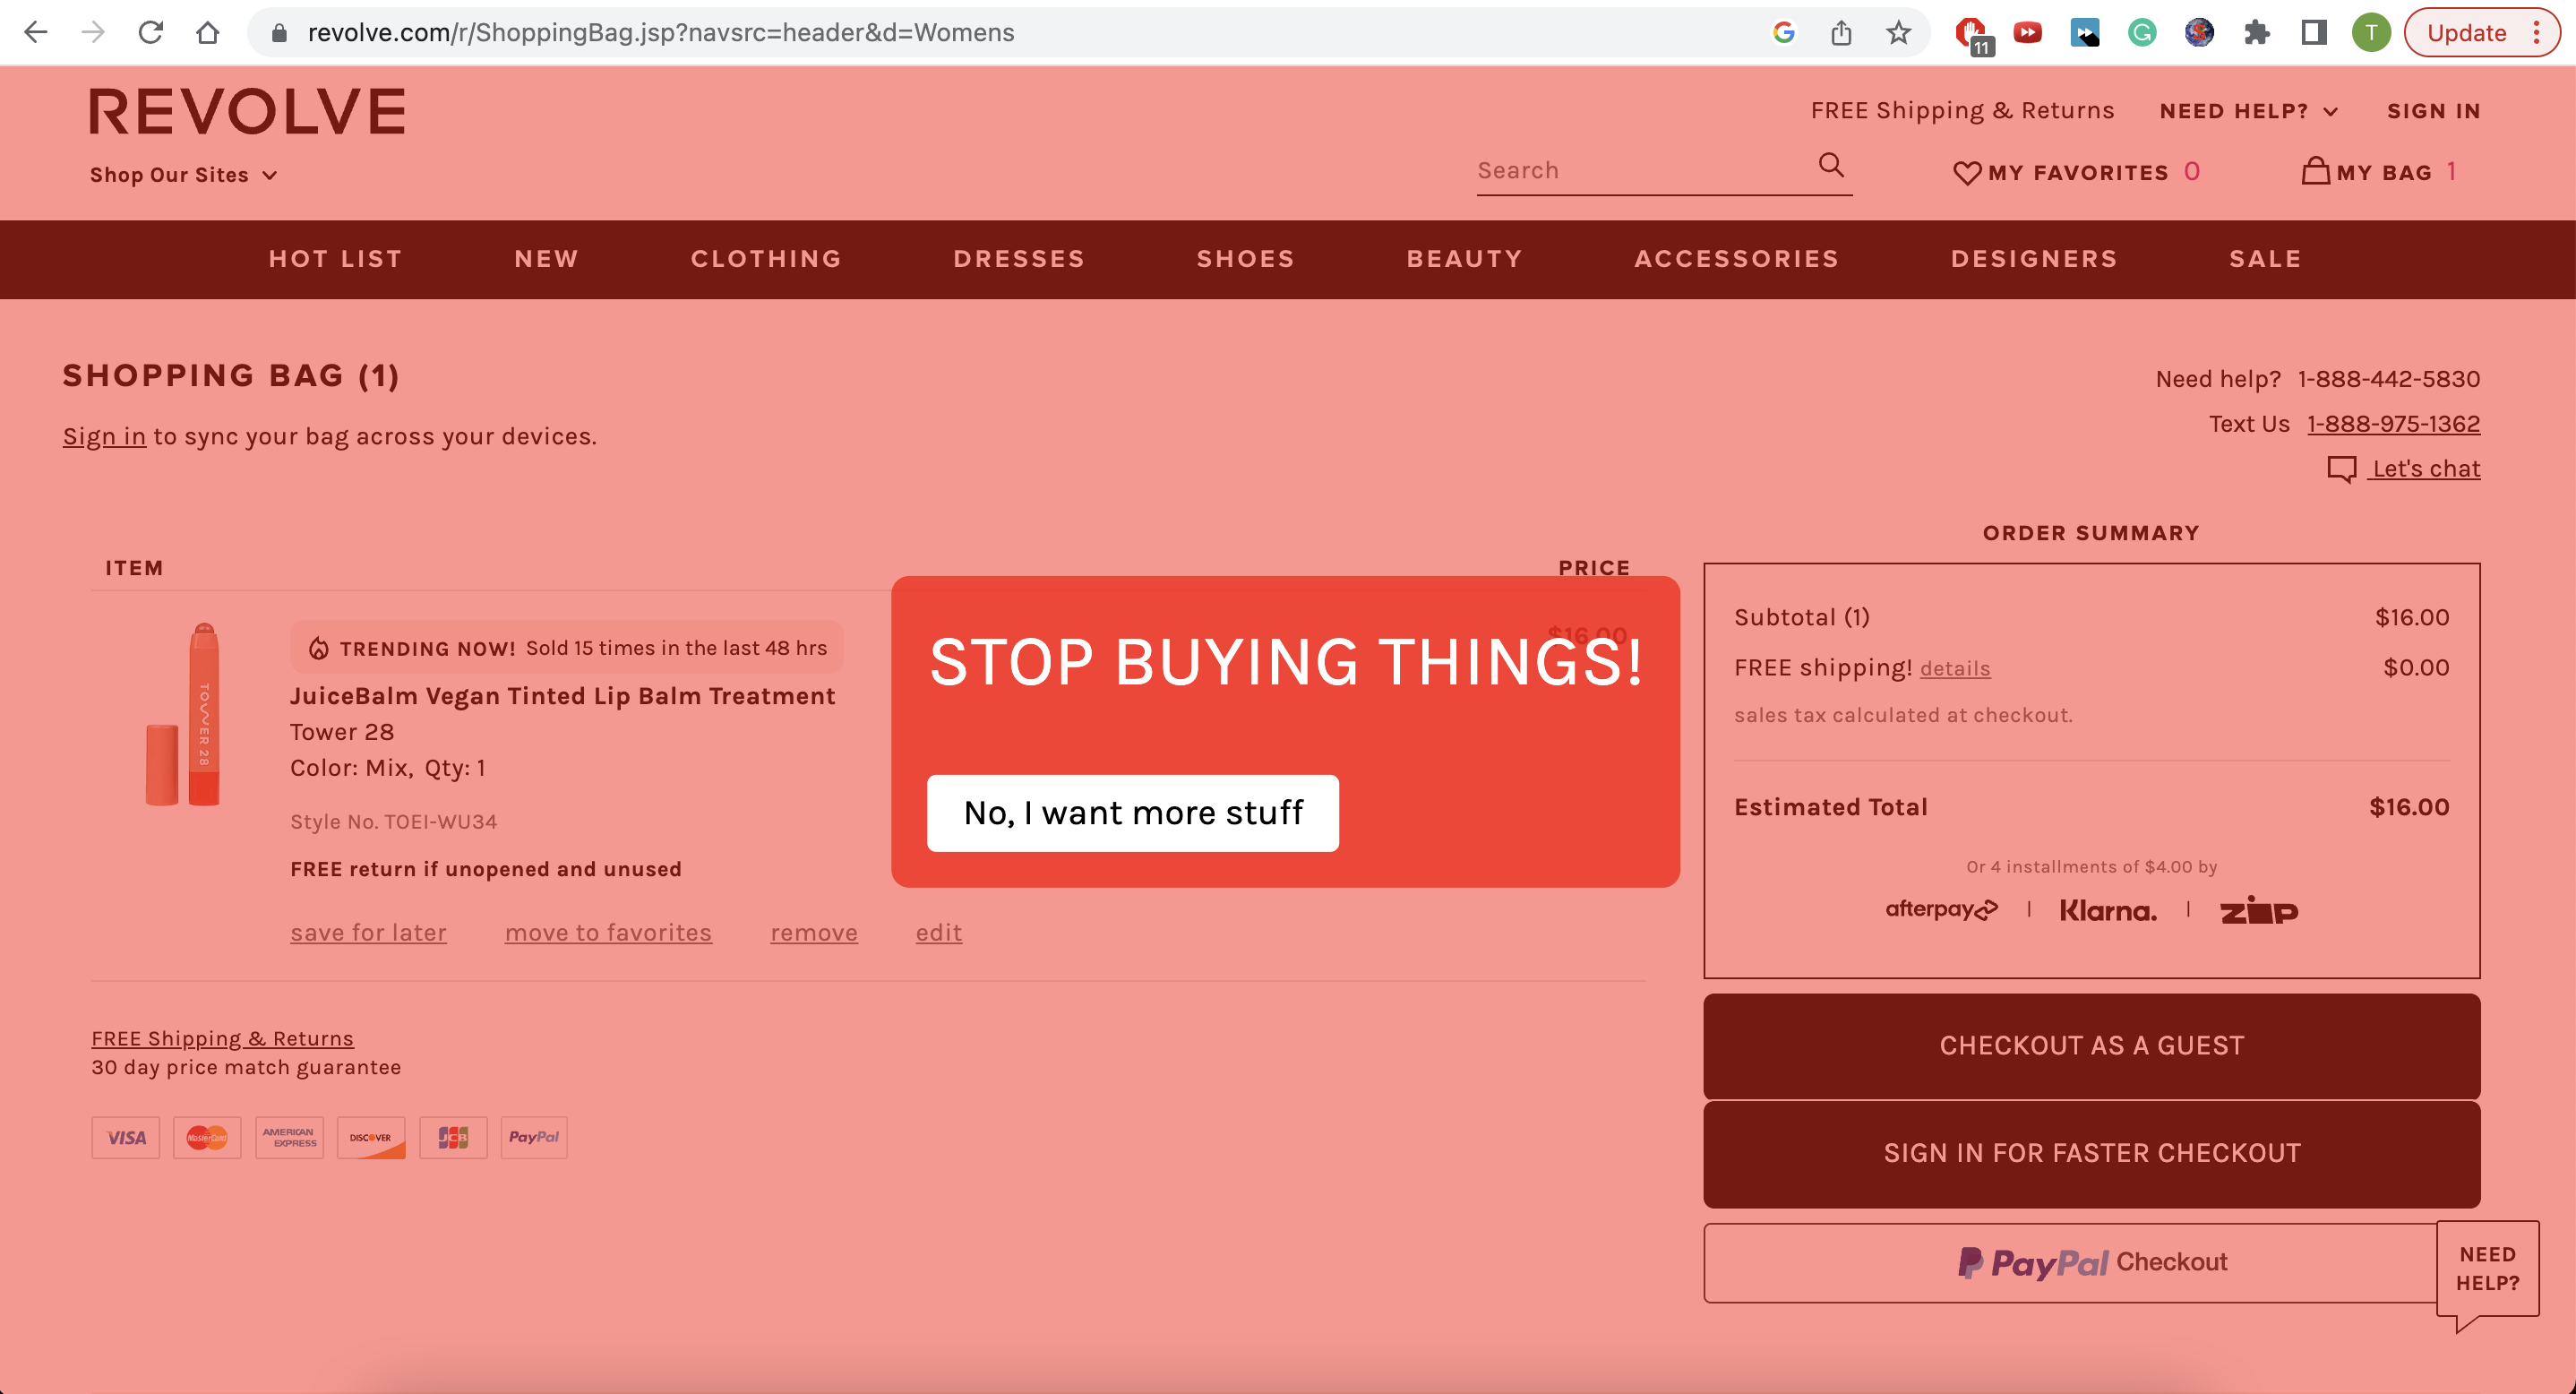 revolve.com/r/ShoppingBag.jsp?navsrc=header&d=Womens
11
T
Update
REVOLVE
FREE Shipping & Returns
NEED HELP?
SIGN IN
Shop Our Sites
Search
MY FAVORITES 0
MY BAG 1
HOT LIST
NEW
CLOTHING
DRESSES
SHOES
BEAUTY
ACCESSORIES
DESIGNERS
SALE
SHOPPING BAG (1)
Sign in to sync your bag across your devices.
Need help? 1-888-442-5830
Text Us 1-888-975-1362
Let's chat
ITEM
PRICE
TOWER 28
TRENDING NOW! Sold 15 times in the last 48 hrs
$16.00
JuiceBalm Vegan Tinted Lip Balm Treatment
Tower 28
Color: Mix, Qty: 1
Style No. TOEI-WU34
FREE return if unopened and unused
save for later
move to favorites
remove
edit
STOP BUYING THINGS!
No, I want more stuff
ORDER SUMMARY
Subtotal (1) $16.00
FREE shipping! details $0.00
sales tax calculated at checkout.
Estimated Total $16.00
Or 4 installments of $4.00 by
afterpay | Klarna. | zip
CHECKOUT AS A GUEST
SIGN IN FOR FASTER CHECKOUT
PayPal Checkout
NEED
HELP?
FREE Shipping & Returns
30 day price match guarantee
VISA
MasterCard
AMERICAN
EXPRESS
DISCOVER
JCB
PayPal